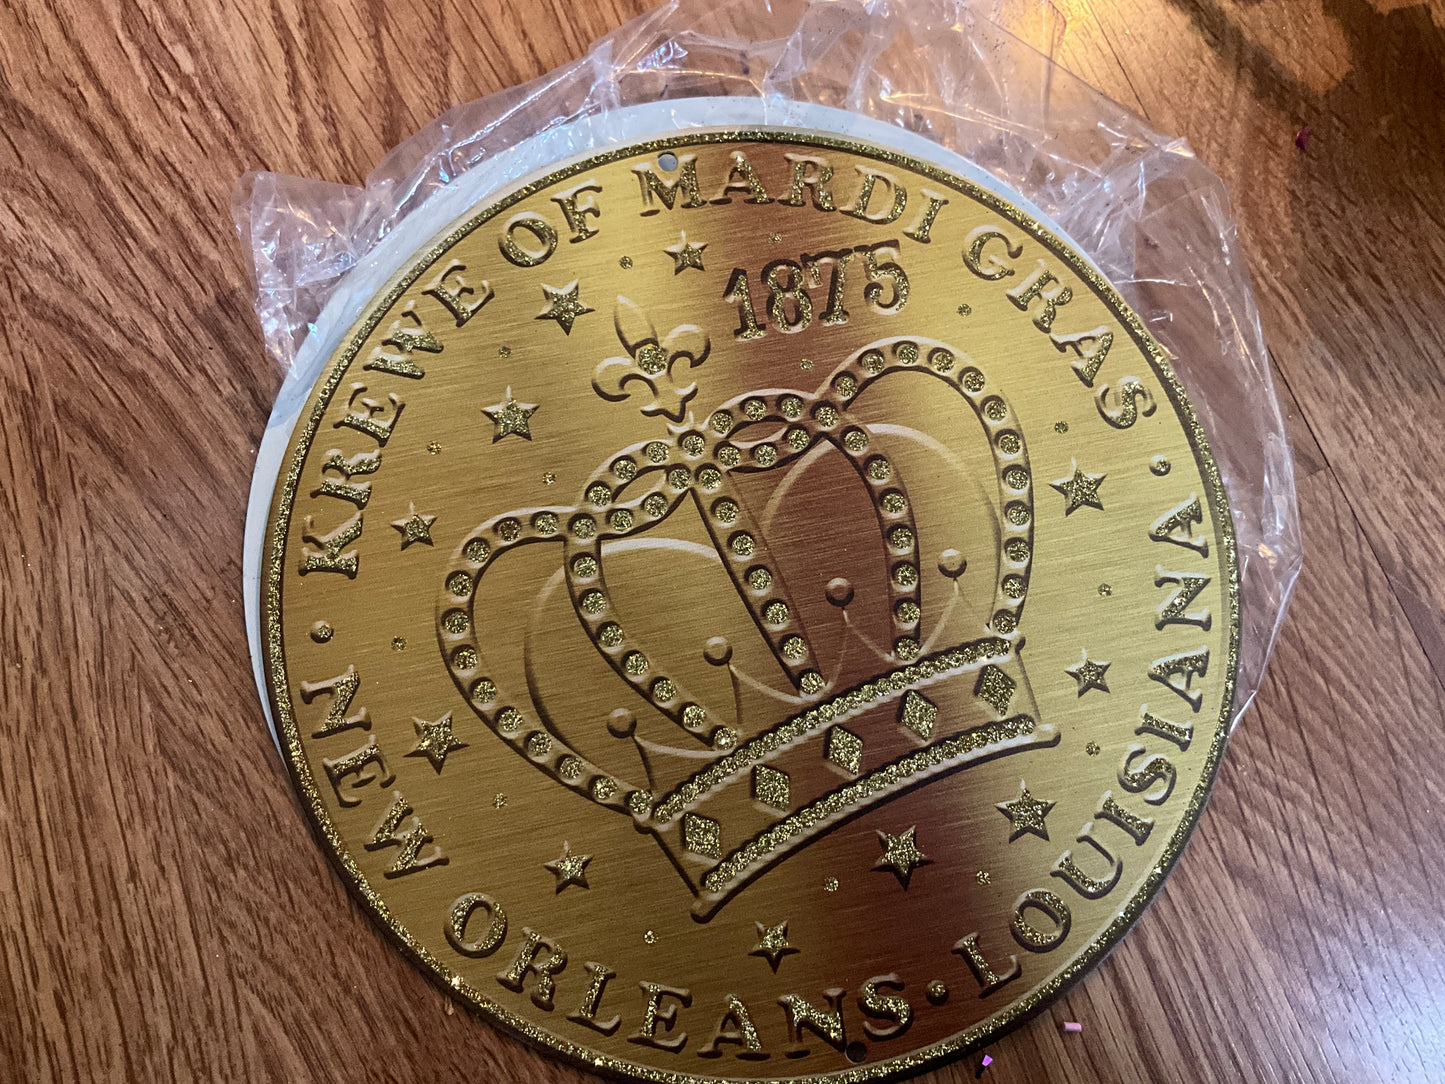 KREWE OF MARDI GRAS
1875
· NEW ORLEANS · LOUISIANA ·